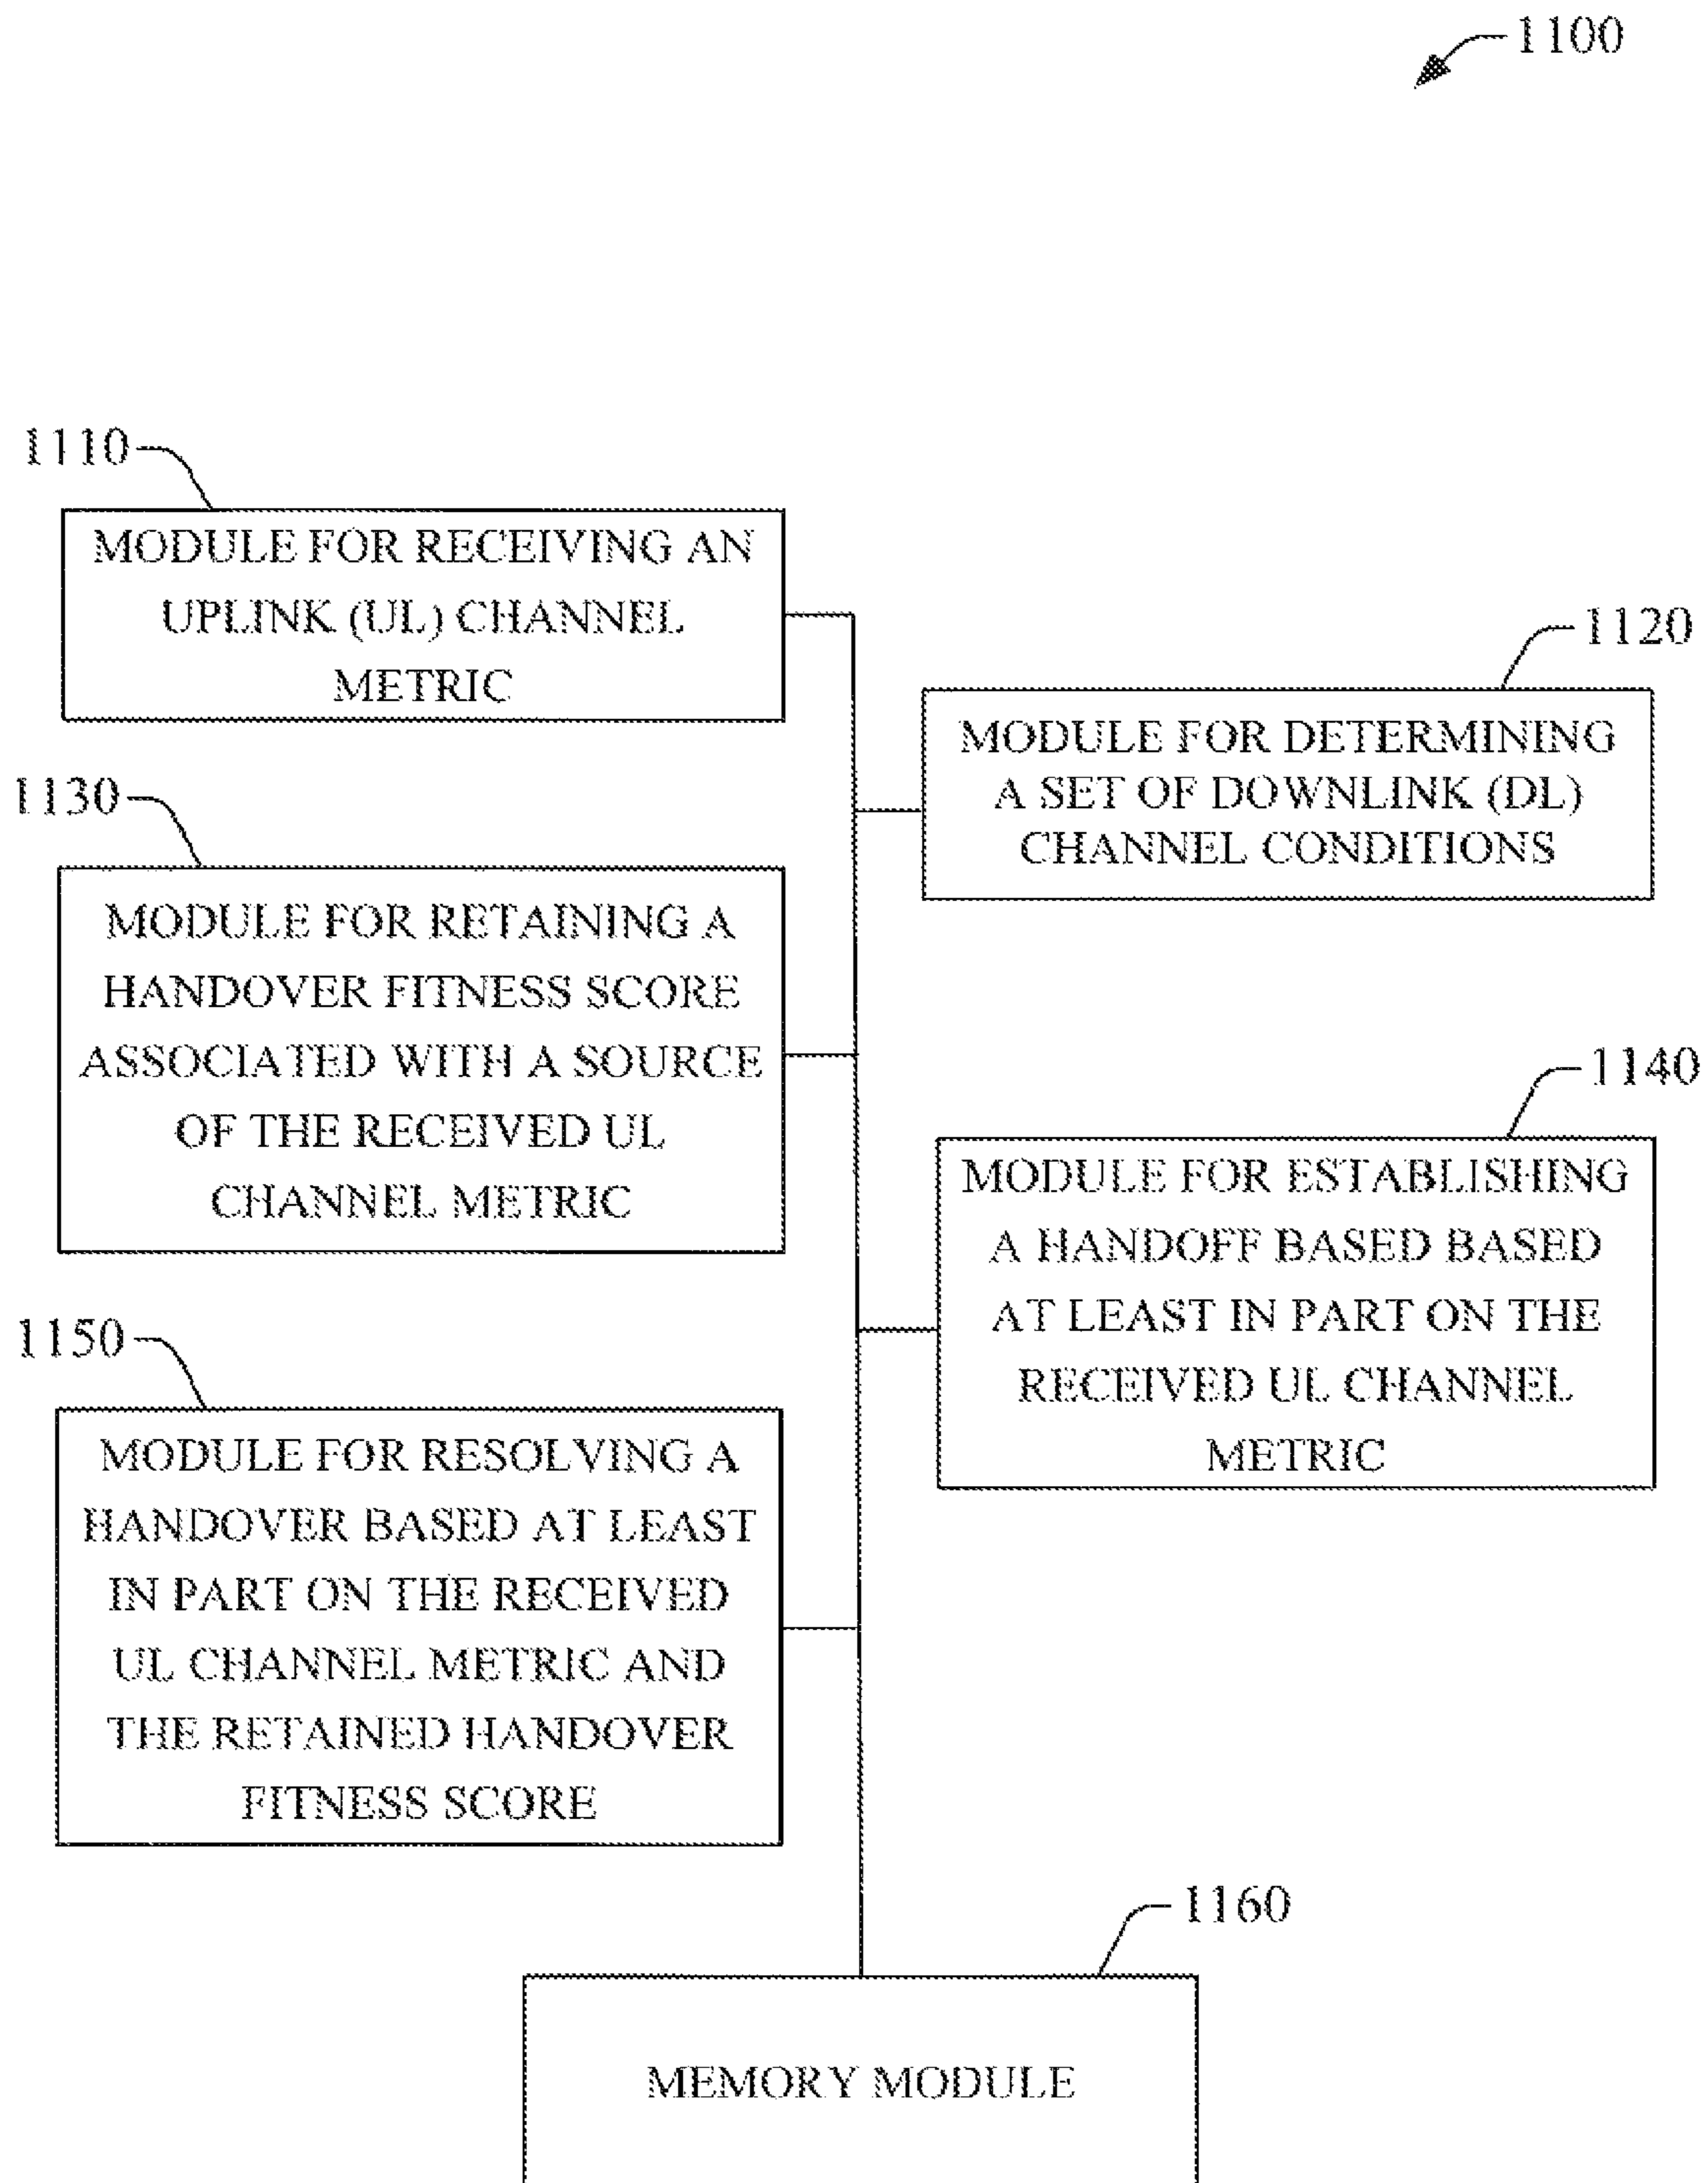 1100
1110
MODULE FOR RECEIVING AN
UPLINK (UL) CHANNEL
METRIC
1120
MODULE FOR DETERMINING
A SET OF DOWNLINK (DL)
CHANNEL CONDITIONS
1130
MODULE FOR RETAINING A
HANDOVER FITNESS SCORE
ASSOCIATED WITH A SOURCE
OF THE RECEIVED UL
CHANNEL METRIC
1140
MODULE FOR ESTABLISHING
A HANDOFF BASED BASED
AT LEAST IN PART ON THE
RECEIVED UL CHANNEL
METRIC
1150
MODULE FOR RESOLVING A
HANDOVER BASED AT LEAST
IN PART ON THE RECEIVED
UL CHANNEL METRIC AND
THE RETAINED HANDOVER
FITNESS SCORE
1160
MEMORY MODULE